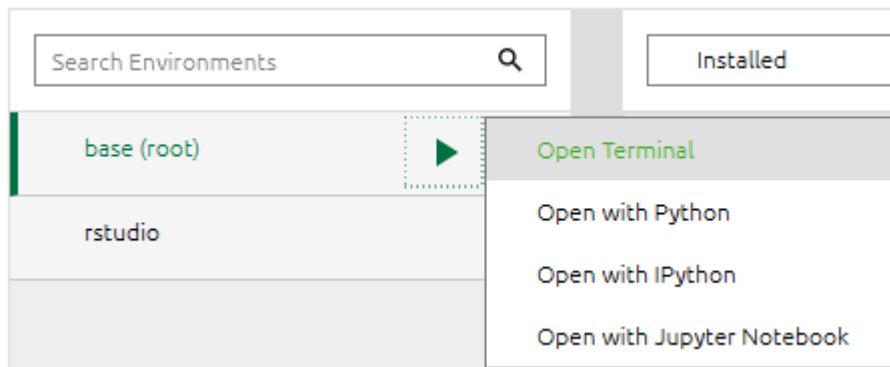 Search Environments
Installed
base (root)
Open Terminal
Open with Python
rstudio
Open with IPython
Open with Jupyter Notebook